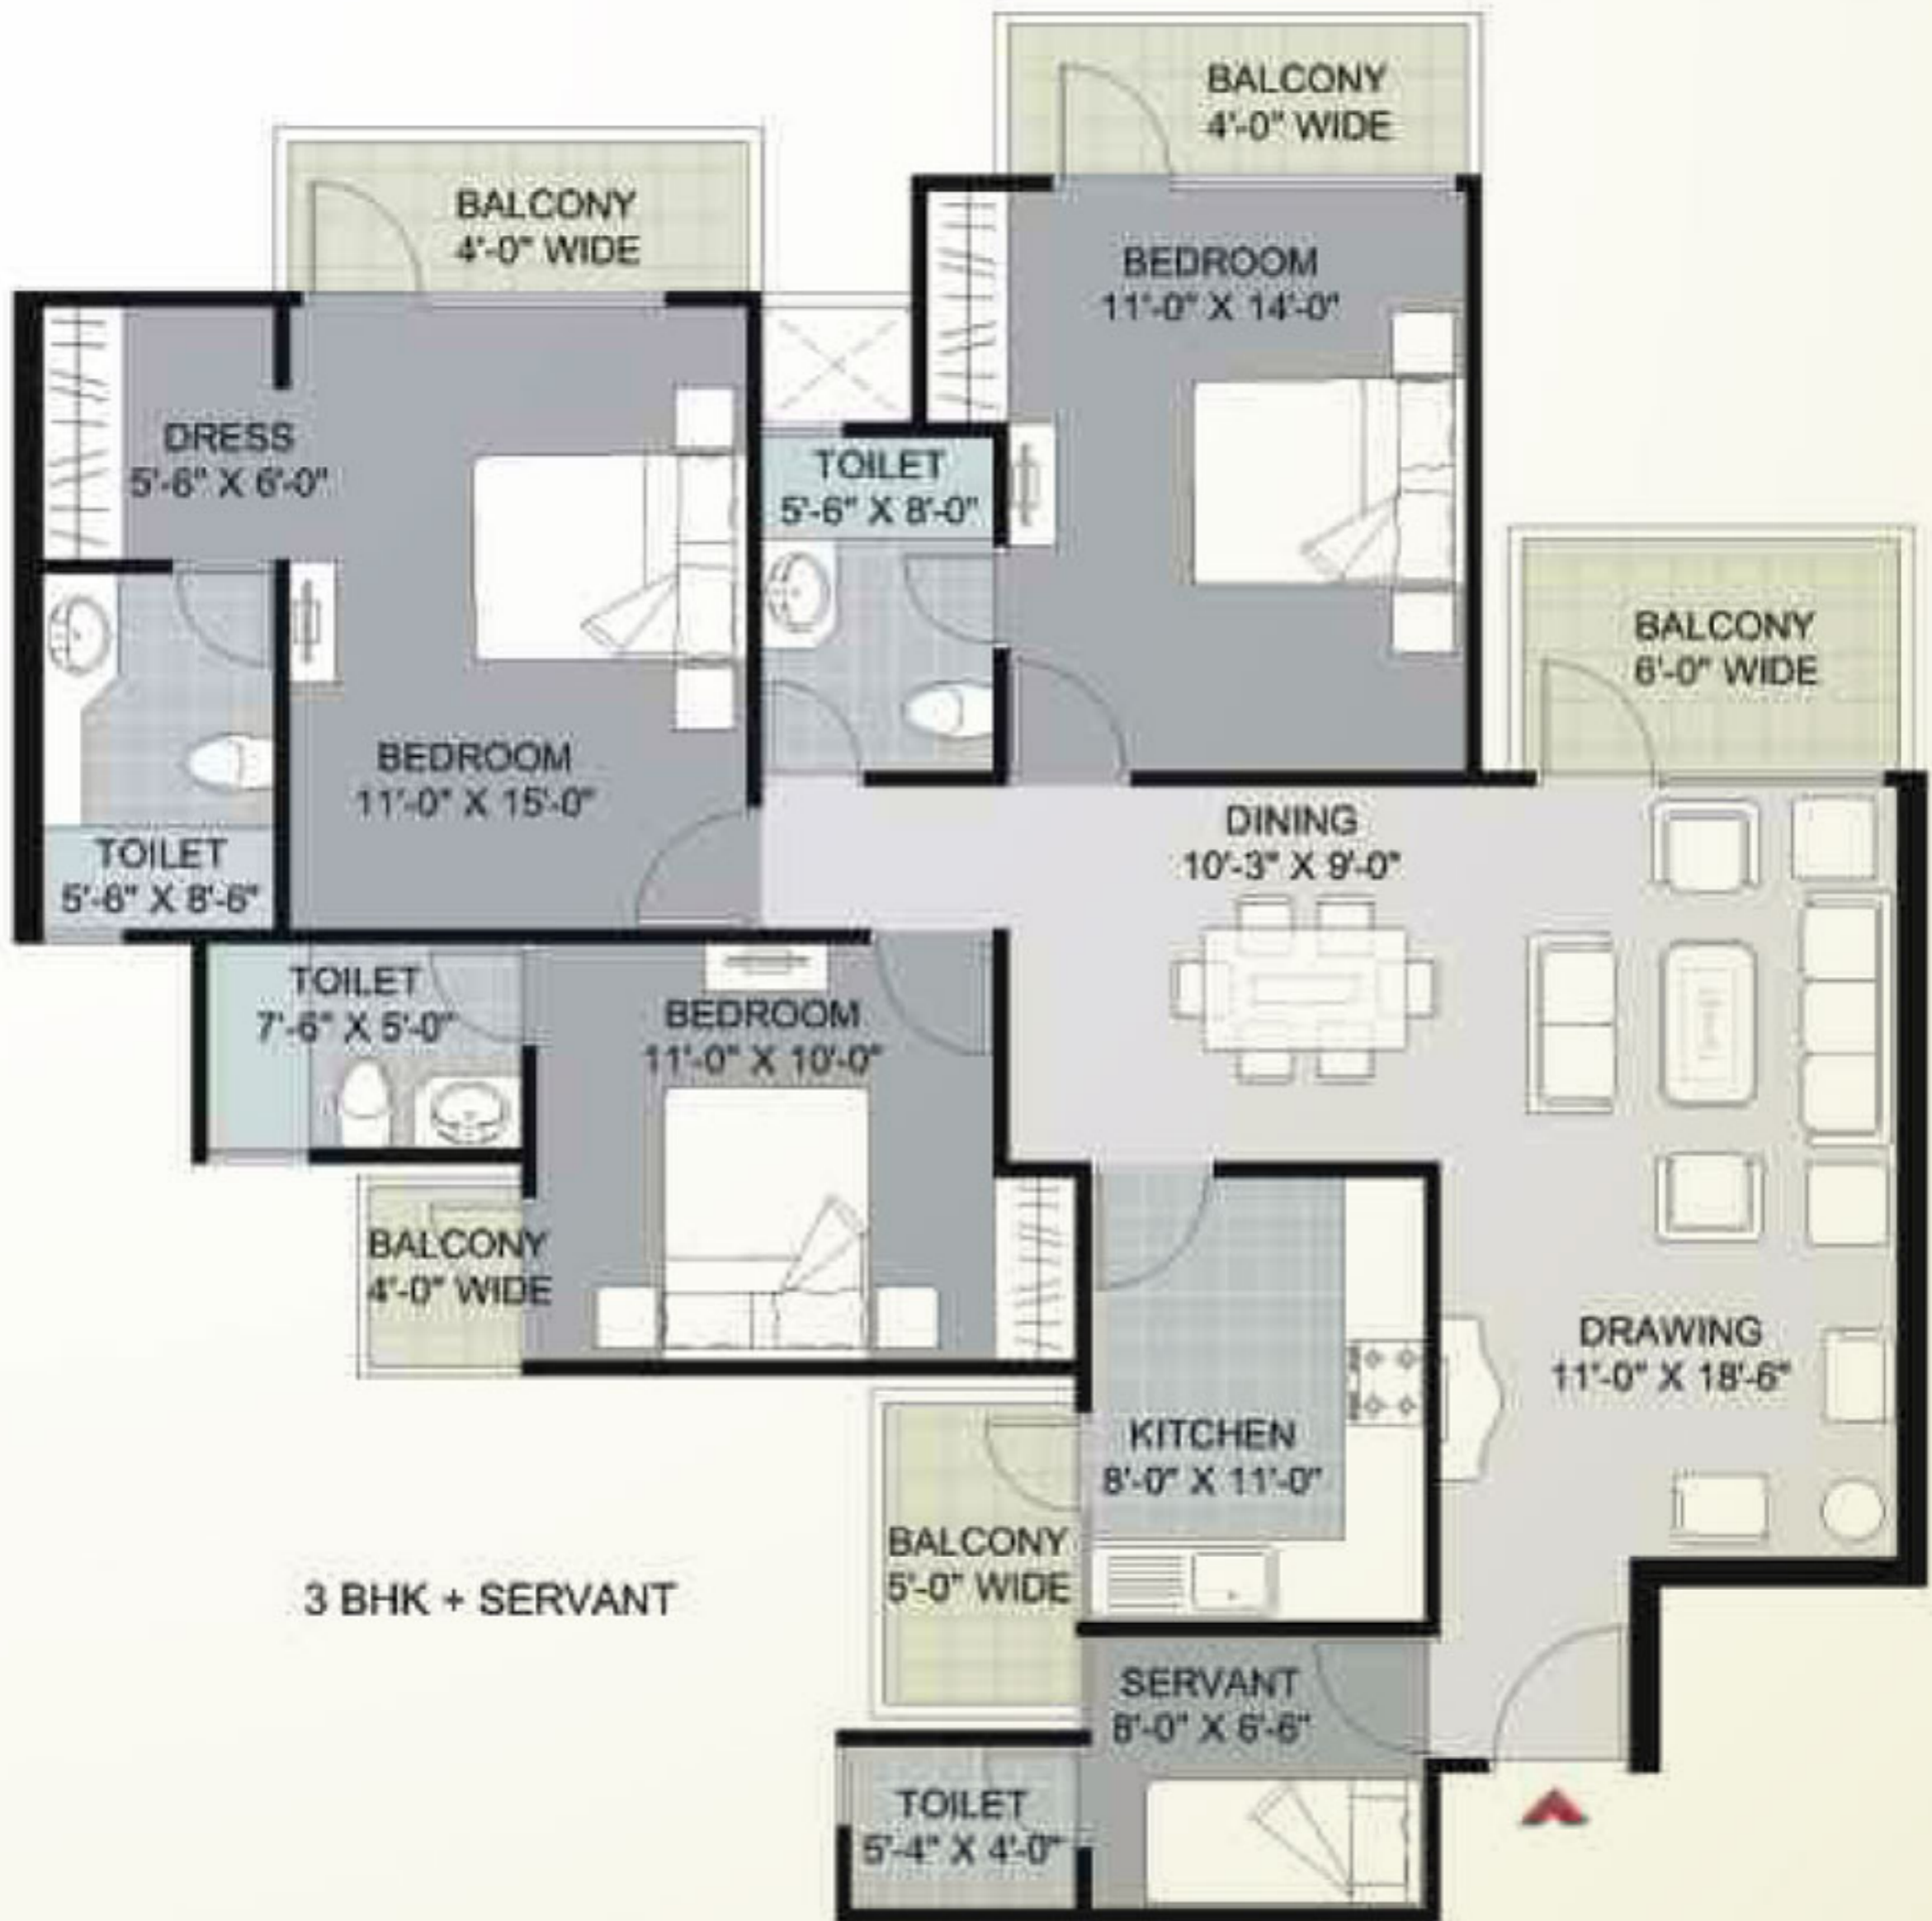 BALCONY
4'-0" WIDE
BALCONY
4'-0" WIDE
BEDROOM
11'-0" X 14'-0"
DRESS
5'-6" X 6'-0"
TOILET
5'-6" X 8'-0"
BALCONY
6'-0" WIDE
BEDROOM
11'-0" X 15'-0"
DINING
10'-3" X 9'-0"
TOILET
5'-6" X 8'-6"
TOILET
7'-6" X 5'-0"
BEDROOM
11'-0" X 10'-0"
BALCONY
4'-0" WIDE
DRAWING
11'-0" X 18'-6"
KITCHEN
8'-0" X 11'-0"
BALCONY
5'-0" WIDE
3 BHK + SERVANT
SERVANT
8'-0" X 6'-6"
TOILET
5'-4" X 4'-0"